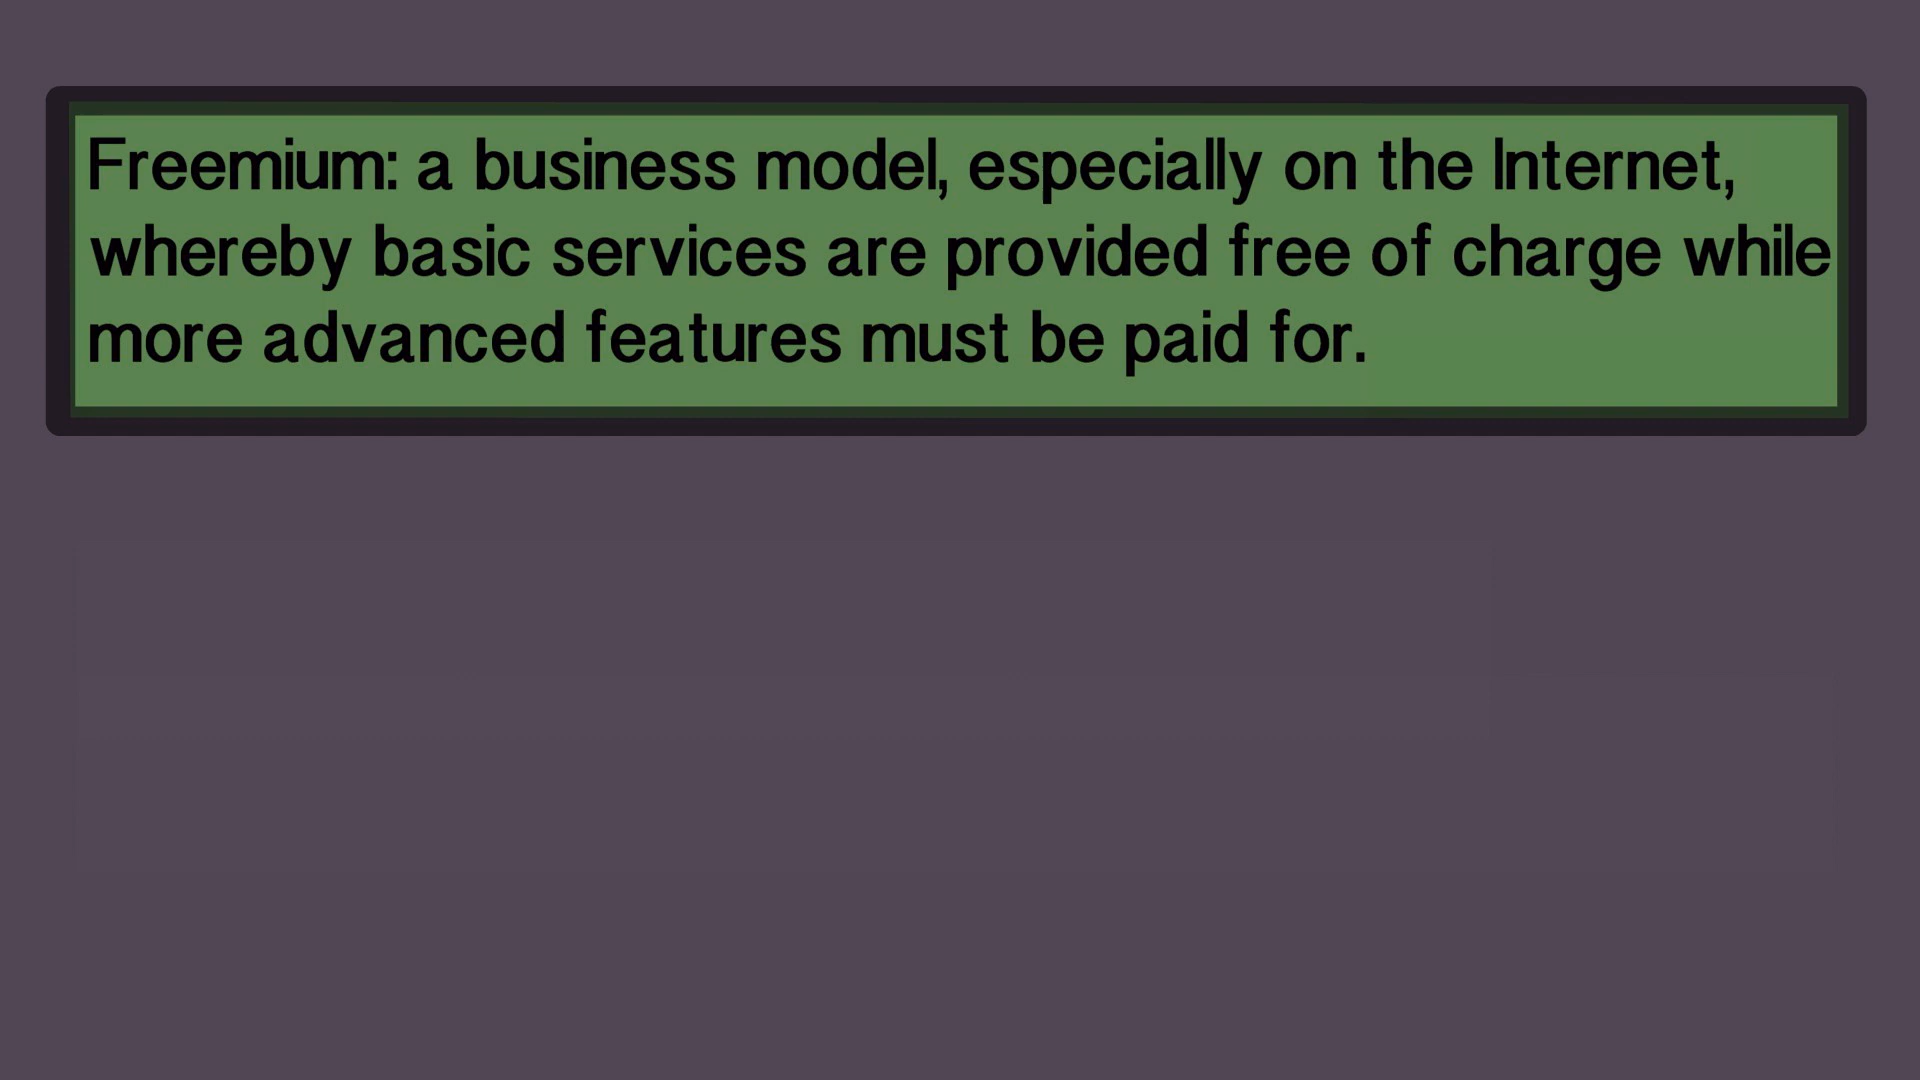 Freemium: a business model, especially on the Internet,
whereby basic services are provided free of charge while
more advanced features must be paid for.